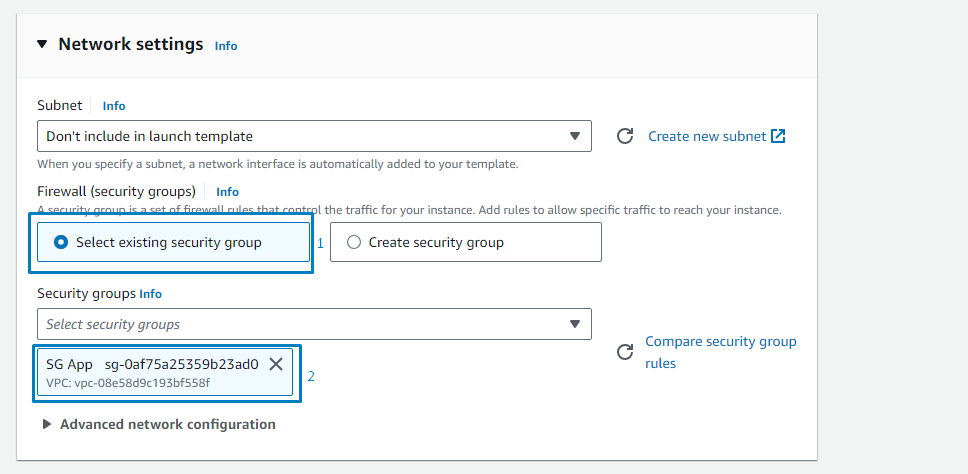 Network settings Info
Subnet Info
Don't include in launch template
Create new subnet
When you specify a subnet, a network interface is automatically added to your template.
Firewall (security groups) Info
A security group is a set of firewall rules that control the traffic for your instance. Add rules to allow specific traffic to reach your instance.
Select existing security group
1
Create security group
Security groups Info
Select security groups
Compare security group
rules
SG App sg-0af75a25359b23ad0
VPC: vpc-08e58d9c193bf558f
2
Advanced network configuration